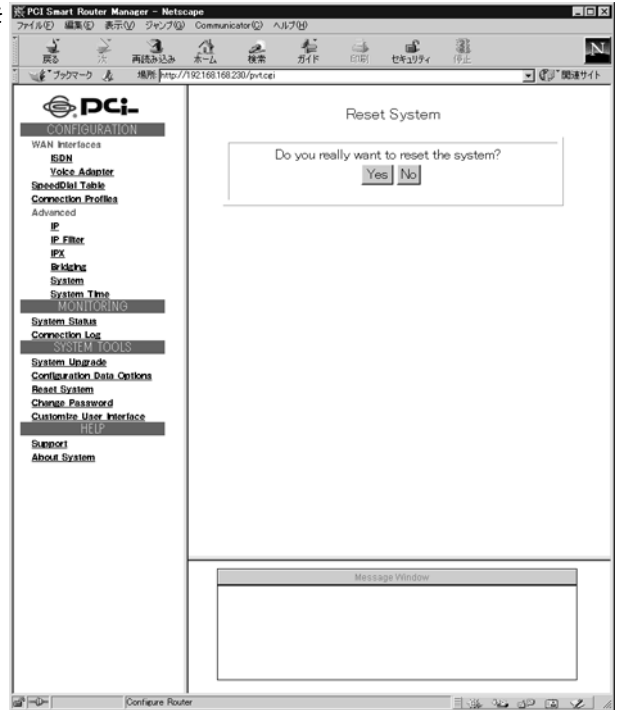 PCI Smart Router Manager - Netscape
ファイル(F) 編集(E) 表示(V) ジャンプ(G) Communicator(C) ヘルプ(H)
戻る 次 再読み込み ホーム 検索 ガイド 印刷 セキュリティ 停止
ブックマーク 場所: http://192.168.168.230/pvt.cgi 関連サイト
PCi
CONFIGURATION
WAN Interfaces
ISDN
Voice Adapter
SpeedDial Table
Connection Profiles
Advanced
IP
IP Filter
IPX
Bridging
System
System Time
MONITORING
System Status
Connection Log
SYSTEM TOOLS
System Upgrade
Configuration Data Options
Reset System
Change Password
Customize User Interface
HELP
Support
About System
Reset System
Do you really want to reset the system?
Yes No
Message Window
Configure Router